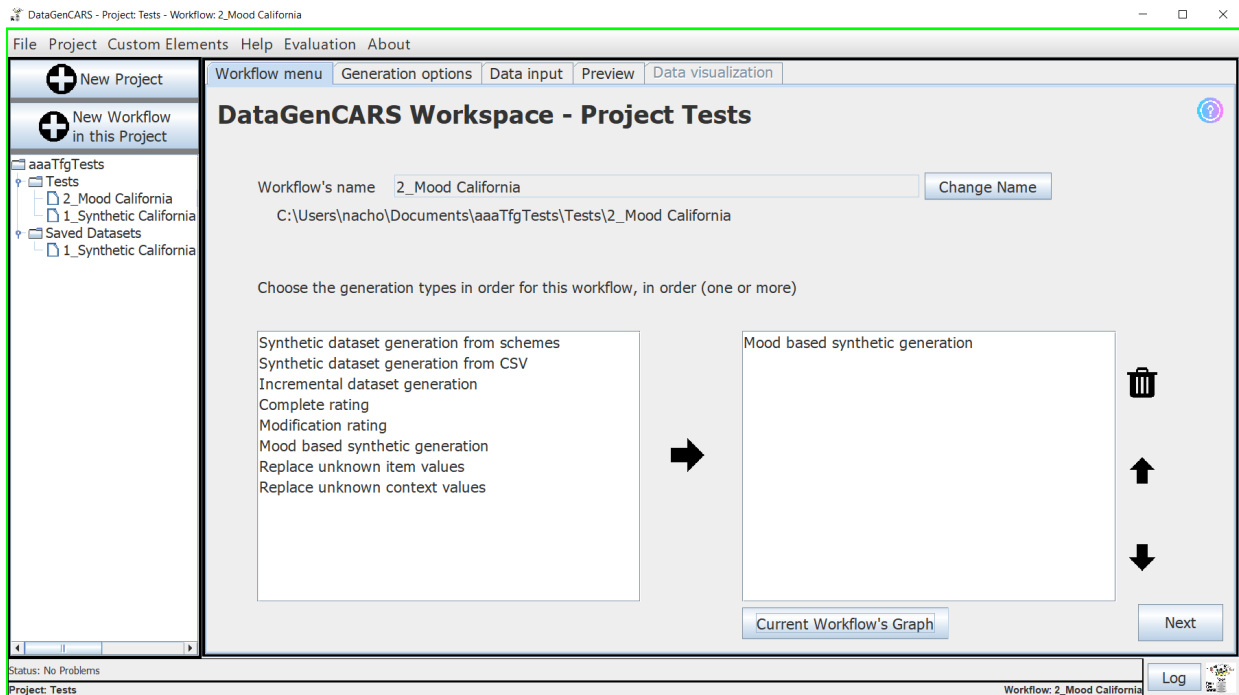 DataGenCARS - Project: Tests - Workflow: 2_Mood California
File Project Custom Elements Help Evaluation About
New Project
New Workflow
in this Project
aaaTfgTests
Tests
2_Mood California
1_Synthetic California
Saved Datasets
1_Synthetic California
Workflow menu Generation options Data input Preview Data visualization
DataGenCARS Workspace - Project Tests
?
Workflow's name 2_Mood California Change Name
C:\Users\nacho\Documents\aaaTfgTests\Tests\2_Mood California
Choose the generation types in order for this workflow, in order (one or more)
Synthetic dataset generation from schemes
Synthetic dataset generation from CSV
Incremental dataset generation
Complete rating
Modification rating
Mood based synthetic generation
Replace unknown item values
Replace unknown context values
Mood based synthetic generation
Current Workflow's Graph
Next
Status: No Problems
Log
Project: Tests
Workflow: 2_Mood California